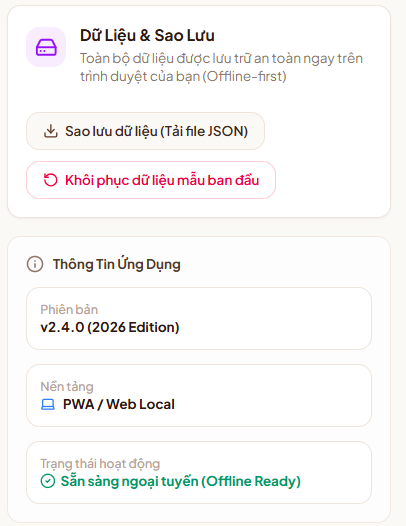 Dữ Liệu & Sao Lưu
Toàn bộ dữ liệu được lưu trữ an toàn ngay trên
trình duyệt của bạn (Offline-first)
Sao lưu dữ liệu (Tải file JSON)
Khôi phục dữ liệu mẫu ban đầu
Thông Tin Ứng Dụng
Phiên bản
v2.4.0 (2026 Edition)
Nền tảng
PWA / Web Local
Trạng thái hoạt động
Sẵn sàng ngoại tuyến (Offline Ready)